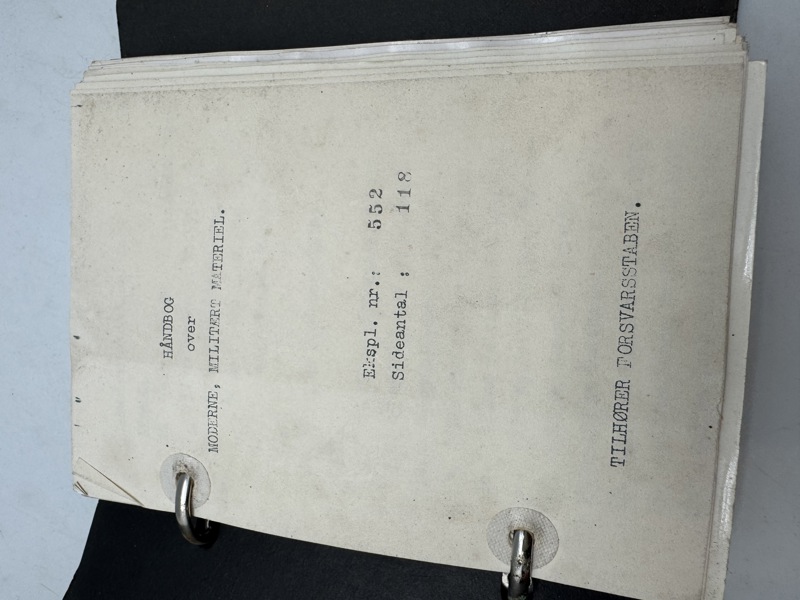 HÅNDBOG
over
MODERNE, MILITÆRT MATERIEL.
Ekspl. nr.: 552
Sideantal : 118
TILHØRER FORSVARSSTABEN.